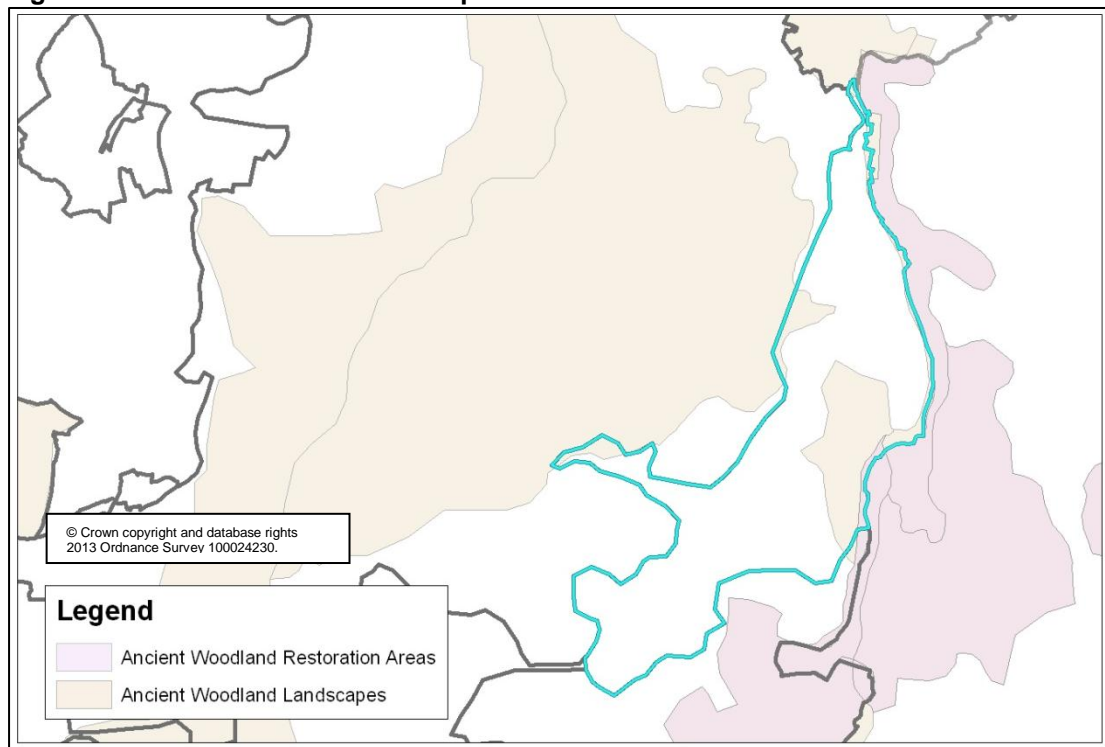 © Crown copyright and database rights
2013 Ordnance Survey 100024230.
Legend
Ancient Woodland Restoration Areas
Ancient Woodland Landscapes